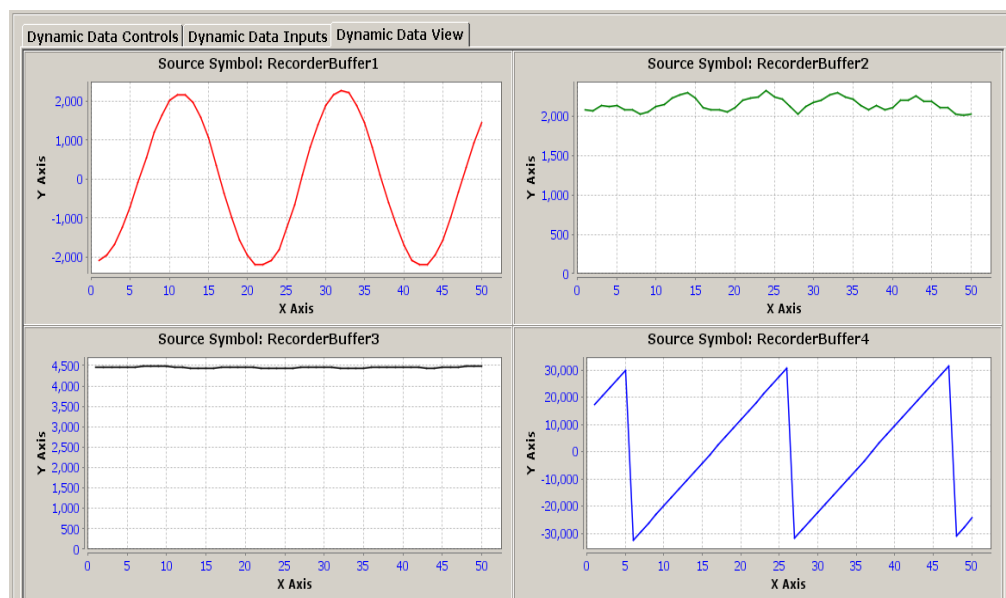 Dynamic Data Controls Dynamic Data Inputs Dynamic Data View
Source Symbol: RecorderBuffer1
Y Axis
2,000
1,000
0
-1,000
-2,000
0 5 10 15 20 25 30 35 40 45 50
X Axis
Source Symbol: RecorderBuffer2
Y Axis
2,000
1,500
1,000
500
0
0 5 10 15 20 25 30 35 40 45 50
X Axis
Source Symbol: RecorderBuffer3
Y Axis
4,500
4,000
3,500
3,000
2,500
2,000
1,500
1,000
500
0
0 5 10 15 20 25 30 35 40 45 50
X Axis
Source Symbol: RecorderBuffer4
Y Axis
30,000
20,000
10,000
0
-10,000
-20,000
-30,000
0 5 10 15 20 25 30 35 40 45 50
X Axis